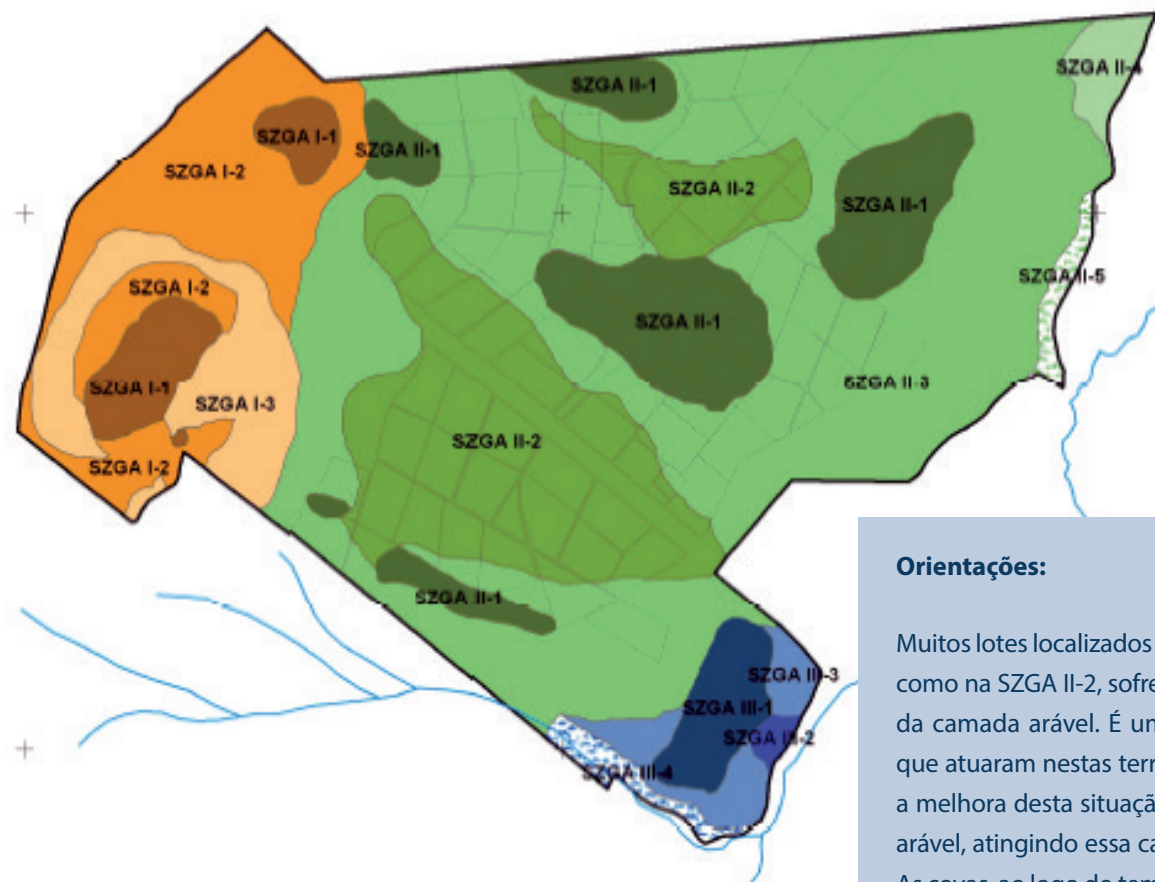 SZGA II-4
SZGA II-1
SZGA I-1
SZGA II-1
SZGA I-2
SZGA II-2
SZGA II-1
SZGA II-5
SZGA I-2
SZGA II-1
SZGA I-1
SZGA II-3
SZGA I-3
SZGA II-2
SZGA I-2
SZGA II-1
SZGA III-3
SZGA III-1
SZGA III-2
SZGA III-4
Orientações:
Muitos lotes localizados
como na SZGA II-2, sofre
da camada arável. É un
que atuaram nestas terr
a melhora desta situaçã
arável, atingindo essa ca